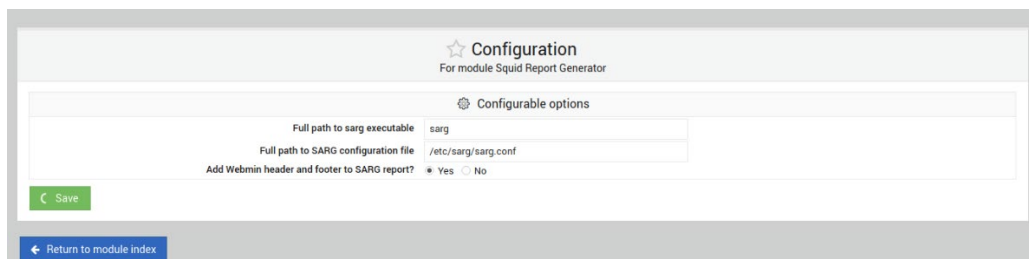 Configuration
For module Squid Report Generator
Configurable options
Full path to sarg executable sarg
Full path to SARG configuration file /etc/sarg/sarg.conf
Add Webmin header and footer to SARG report? Yes No
Save
Return to module index